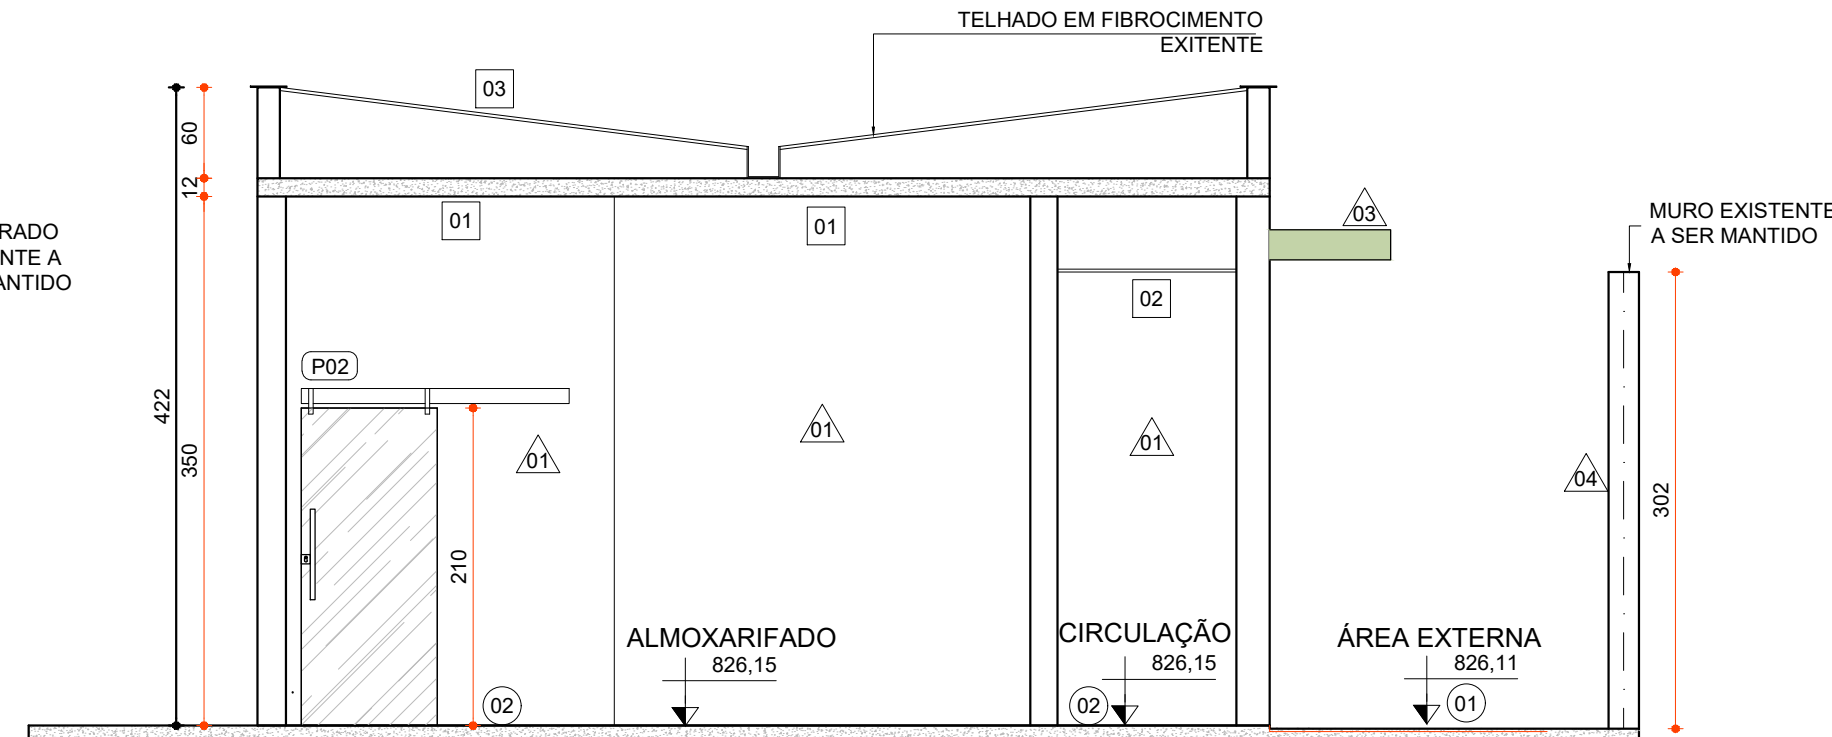 TELHADO EM FIBROCIMENTO
EXITENTE
03
60
12
01
01
03
RADO
NTE A
ANTIDO
MURO EXISTENTE
A SER MANTIDO
02
P02
422
350
01
01
01
04
302
210
ALMOXARIFADO
826,15
CIRCULAÇÃO
826,15
ÁREA EXTERNA
826,11
02
02
01